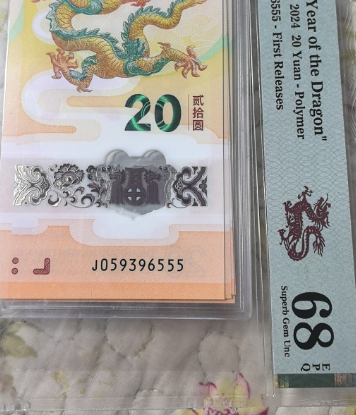 20
贰拾圆
J059396555
Year of the Dragon"
2024 20 Yuan - Polymer
6555 - First Releases
68
EPQ
Superb Gem Unc